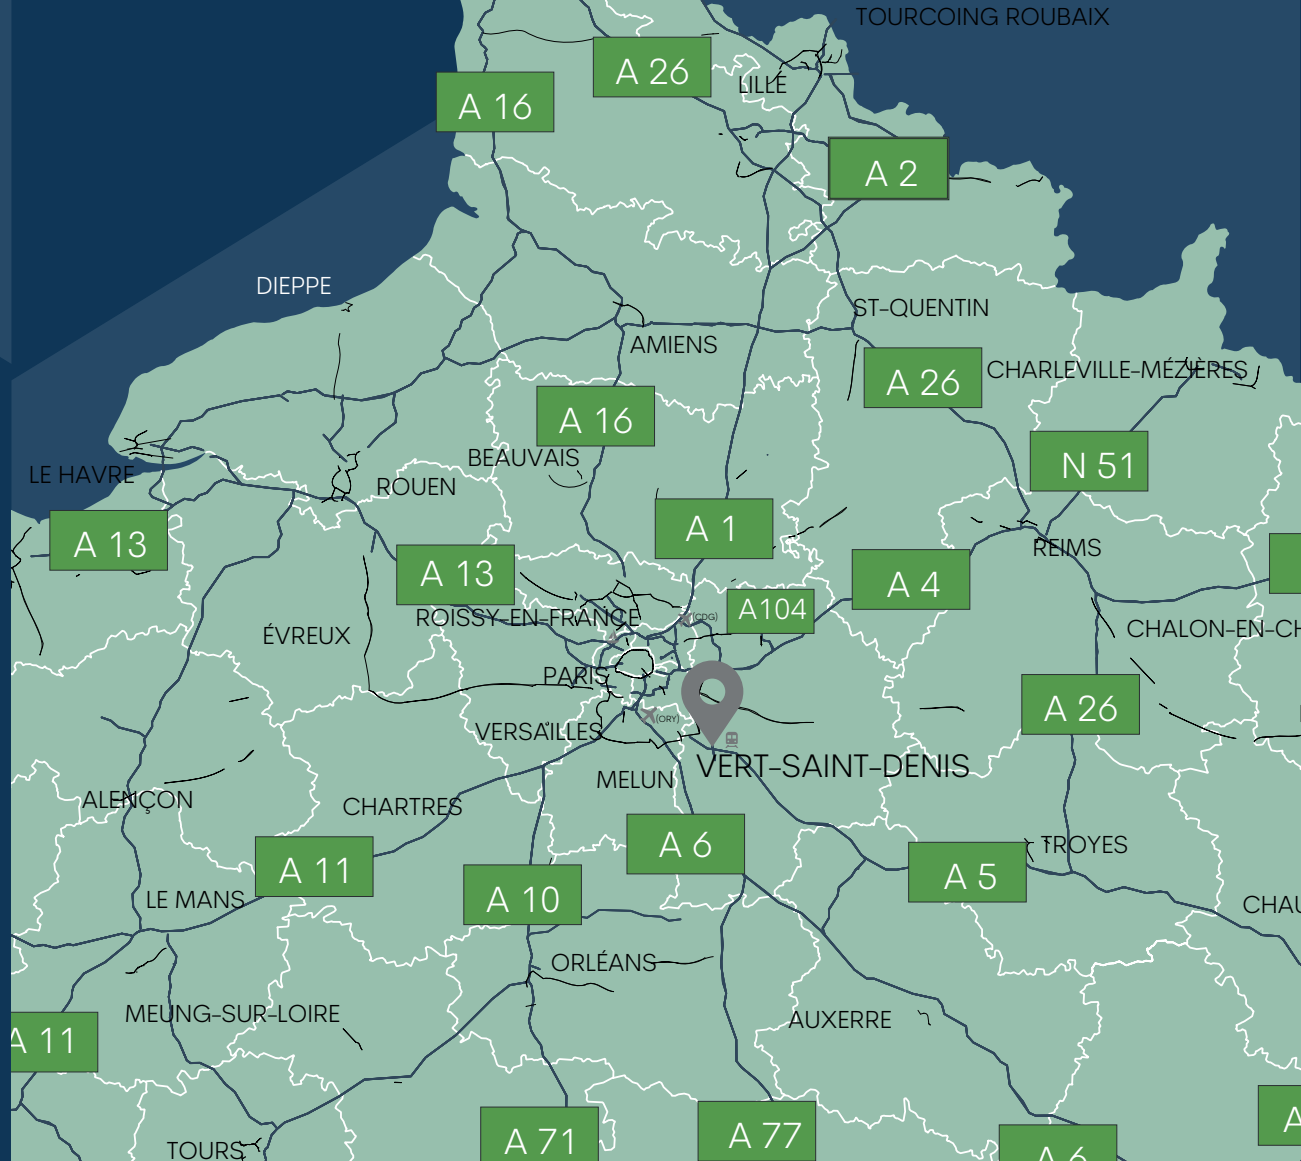 TOURCOING ROUBAIX
A 26
LILLE
A 16
A 2
DIEPPE
ST-QUENTIN
AMIENS
CHARLEVILLE-MÉZIÈRES
A 26
A 16
BEAUVAIS
N 51
LE HAVRE
ROUEN
A 1
A 13
REIMS
A 13
A 4
A104
ROISSY-EN-FRANCE
(CDG)
ÉVREUX
CHALON-EN-CH
PARIS
A 26
(ORY)
VERSAILLES
VERT-SAINT-DENIS
MELUN
ALENÇON
CHARTRES
A 6
TROYES
A 11
A 5
LE MANS
A 10
CHAU
ORLÉANS
MEUNG-SUR-LOIRE
AUXERRE
A 11
A
A 71
A 77
TOURS
A 6